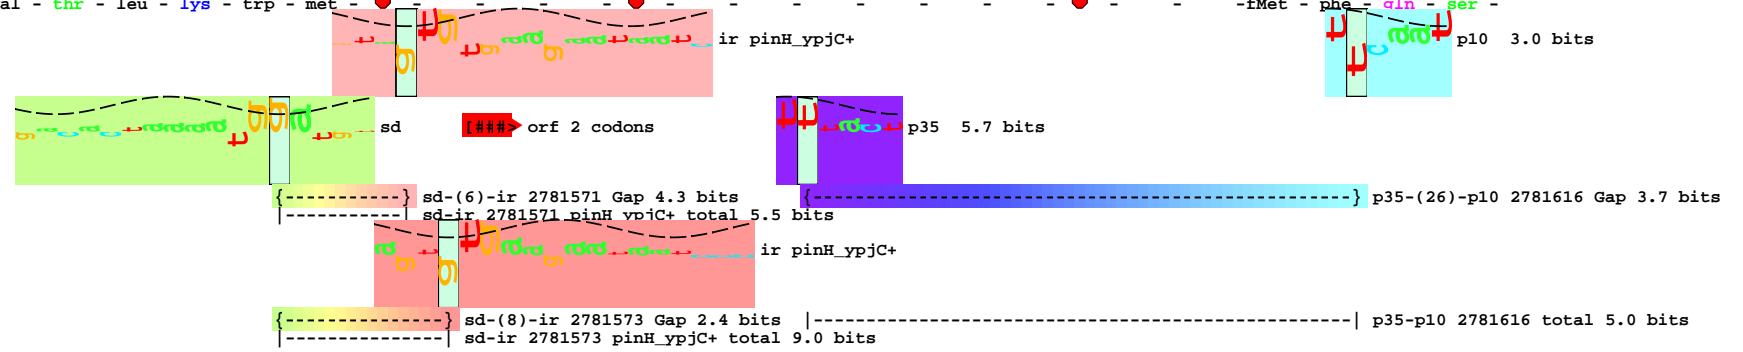 al - thr - leu - lys - trp - met - - - - - - - - - - - - - - -fMet - phe - gln - ser -
ir pinH_ypjC+
p10 3.0 bits
sd
[###> orf 2 codons
p35 5.7 bits
{-----------} sd-(6)-ir 2781571 Gap 4.3 bits
p35-(26)-p10 2781616 Gap 3.7 bits
|-----------| sd-ir 2781571 pinH_ypjC+ total 5.5 bits
ir pinH_ypjC+
{---------------} sd-(8)-ir 2781573 Gap 2.4 bits
p35-p10 2781616 total 5.0 bits
|---------------| sd-ir 2781573 pinH_ypjC+ total 9.0 bits